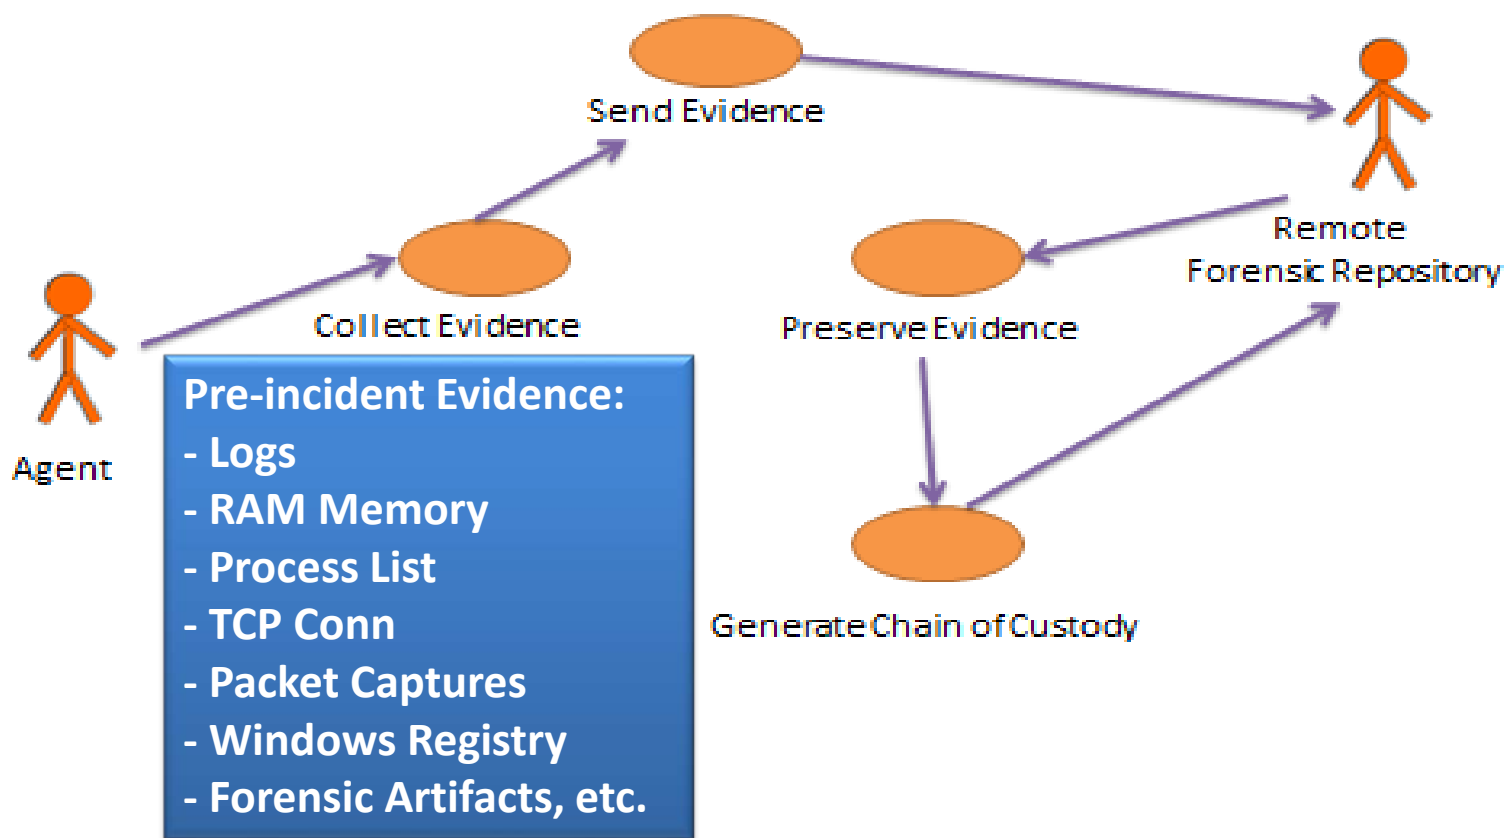 Send Evidence
Remote
Forensic Repository
Collect Evidence
Preserve Evidence
Agent
Pre-incident Evidence:
- Logs
- RAM Memory
- Process List
- TCP Conn
- Packet Captures
- Windows Registry
- Forensic Artifacts, etc.
Generate Chain of Custody